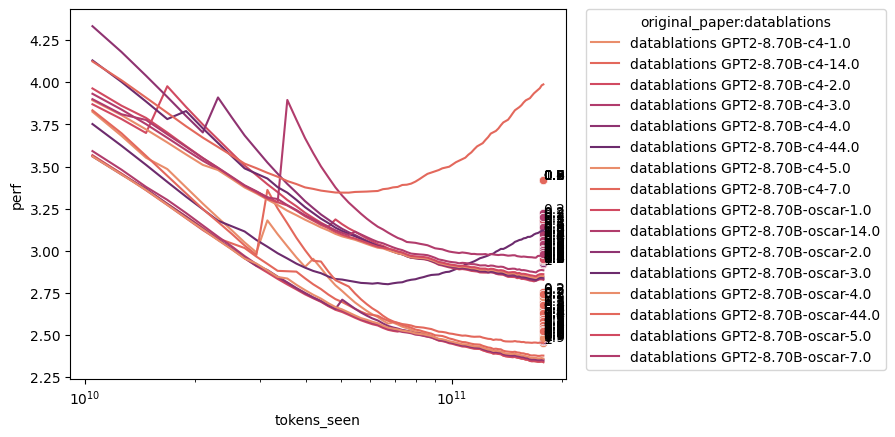 original_paper:datablations
datablations GPT2-8.70B-c4-1.0
datablations GPT2-8.70B-c4-14.0
datablations GPT2-8.70B-c4-2.0
datablations GPT2-8.70B-c4-3.0
datablations GPT2-8.70B-c4-4.0
datablations GPT2-8.70B-c4-44.0
datablations GPT2-8.70B-c4-5.0
datablations GPT2-8.70B-c4-7.0
datablations GPT2-8.70B-oscar-1.0
datablations GPT2-8.70B-oscar-14.0
datablations GPT2-8.70B-oscar-2.0
datablations GPT2-8.70B-oscar-3.0
datablations GPT2-8.70B-oscar-4.0
datablations GPT2-8.70B-oscar-44.0
datablations GPT2-8.70B-oscar-5.0
datablations GPT2-8.70B-oscar-7.0
perf
4.25
4.00
3.75
3.50
3.25
3.00
2.75
2.50
2.25
10^10
10^11
tokens_seen